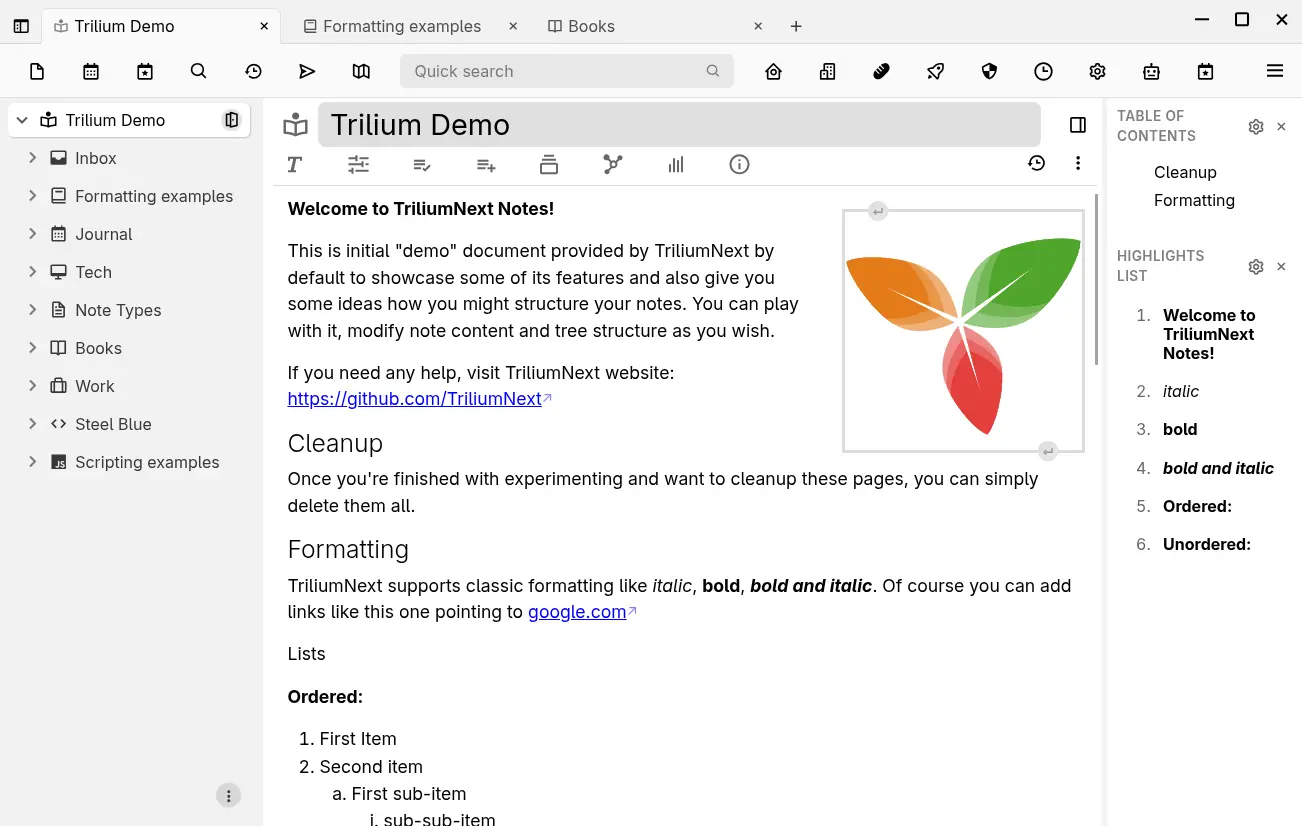 Trilium Demo
Formatting examples
Books
Quick search
Trilium Demo
Inbox
Formatting examples
Journal
Tech
Note Types
Books
Work
Steel Blue
JS Scripting examples
Trilium Demo
Welcome to TriliumNext Notes!
This is initial "demo" document provided by TriliumNext by
default to showcase some of its features and also give you
some ideas how you might structure your notes. You can play
with it, modify note content and tree structure as you wish.
If you need any help, visit TriliumNext website:
https://github.com/TriliumNext
Cleanup
Once you're finished with experimenting and want to cleanup these pages, you can simply
delete them all.
Formatting
TriliumNext supports classic formatting like italic, bold, bold and italic. Of course you can add
links like this one pointing to google.com
Lists
Ordered:
1. First Item
2. Second item
a. First sub-item
i. sub-sub-item
TABLE OF
CONTENTS
Cleanup
Formatting
HIGHLIGHTS
LIST
1. Welcome to
TriliumNext
Notes!
2. italic
3. bold
4. bold and italic
5. Ordered:
6. Unordered: